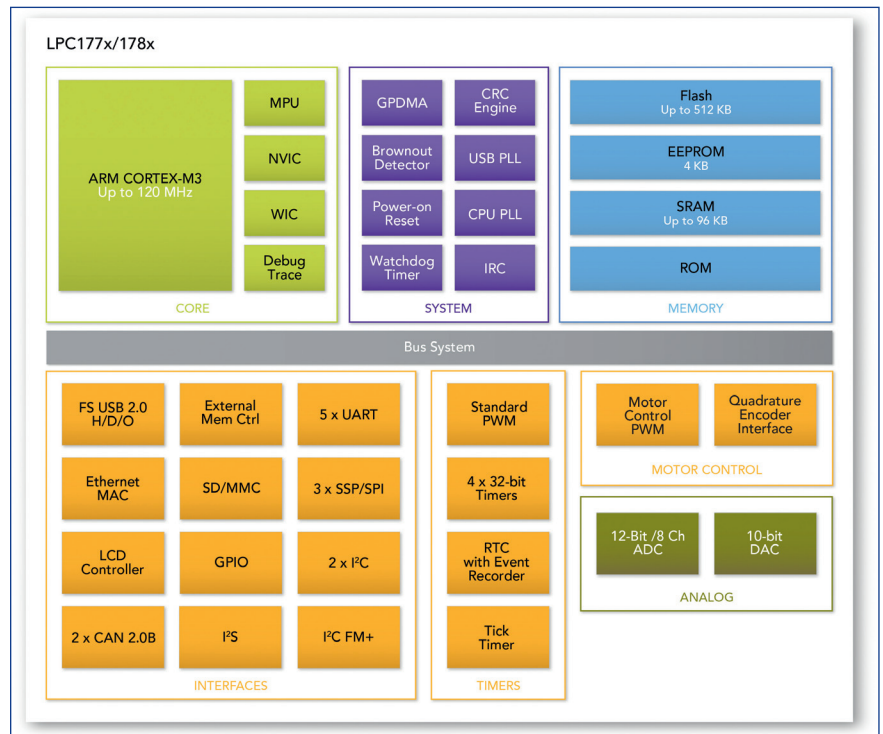 LPC177x/178x
ARM CORTEX-M3
Up to 120 MHz
MPU
NVIC
WIC
Debug
Trace
CORE
GPDMA
CRC
Engine
Brownout
Detector
USB PLL
Power-on
Reset
CPU PLL
Watchdog
Timer
IRC
SYSTEM
Flash
Up to 512 KB
EEPROM
4 KB
SRAM
Up to 96 KB
ROM
MEMORY
Bus System
FS USB 2.0
H/D/O
External
Mem Ctrl
5 x UART
Ethernet
MAC
SD/MMC
3 x SSP/SPI
LCD
Controller
GPIO
2 x I²C
2 x CAN 2.0B
I²S
I²C FM+
INTERFACES
Standard
PWM
4 x 32-bit
Timers
RTC
with Event
Recorder
Tick
Timer
TIMERS
Motor
Control
PWM
Quadrature
Encoder
Interface
MOTOR CONTROL
12-Bit /8 Ch
ADC
10-bit
DAC
ANALOG